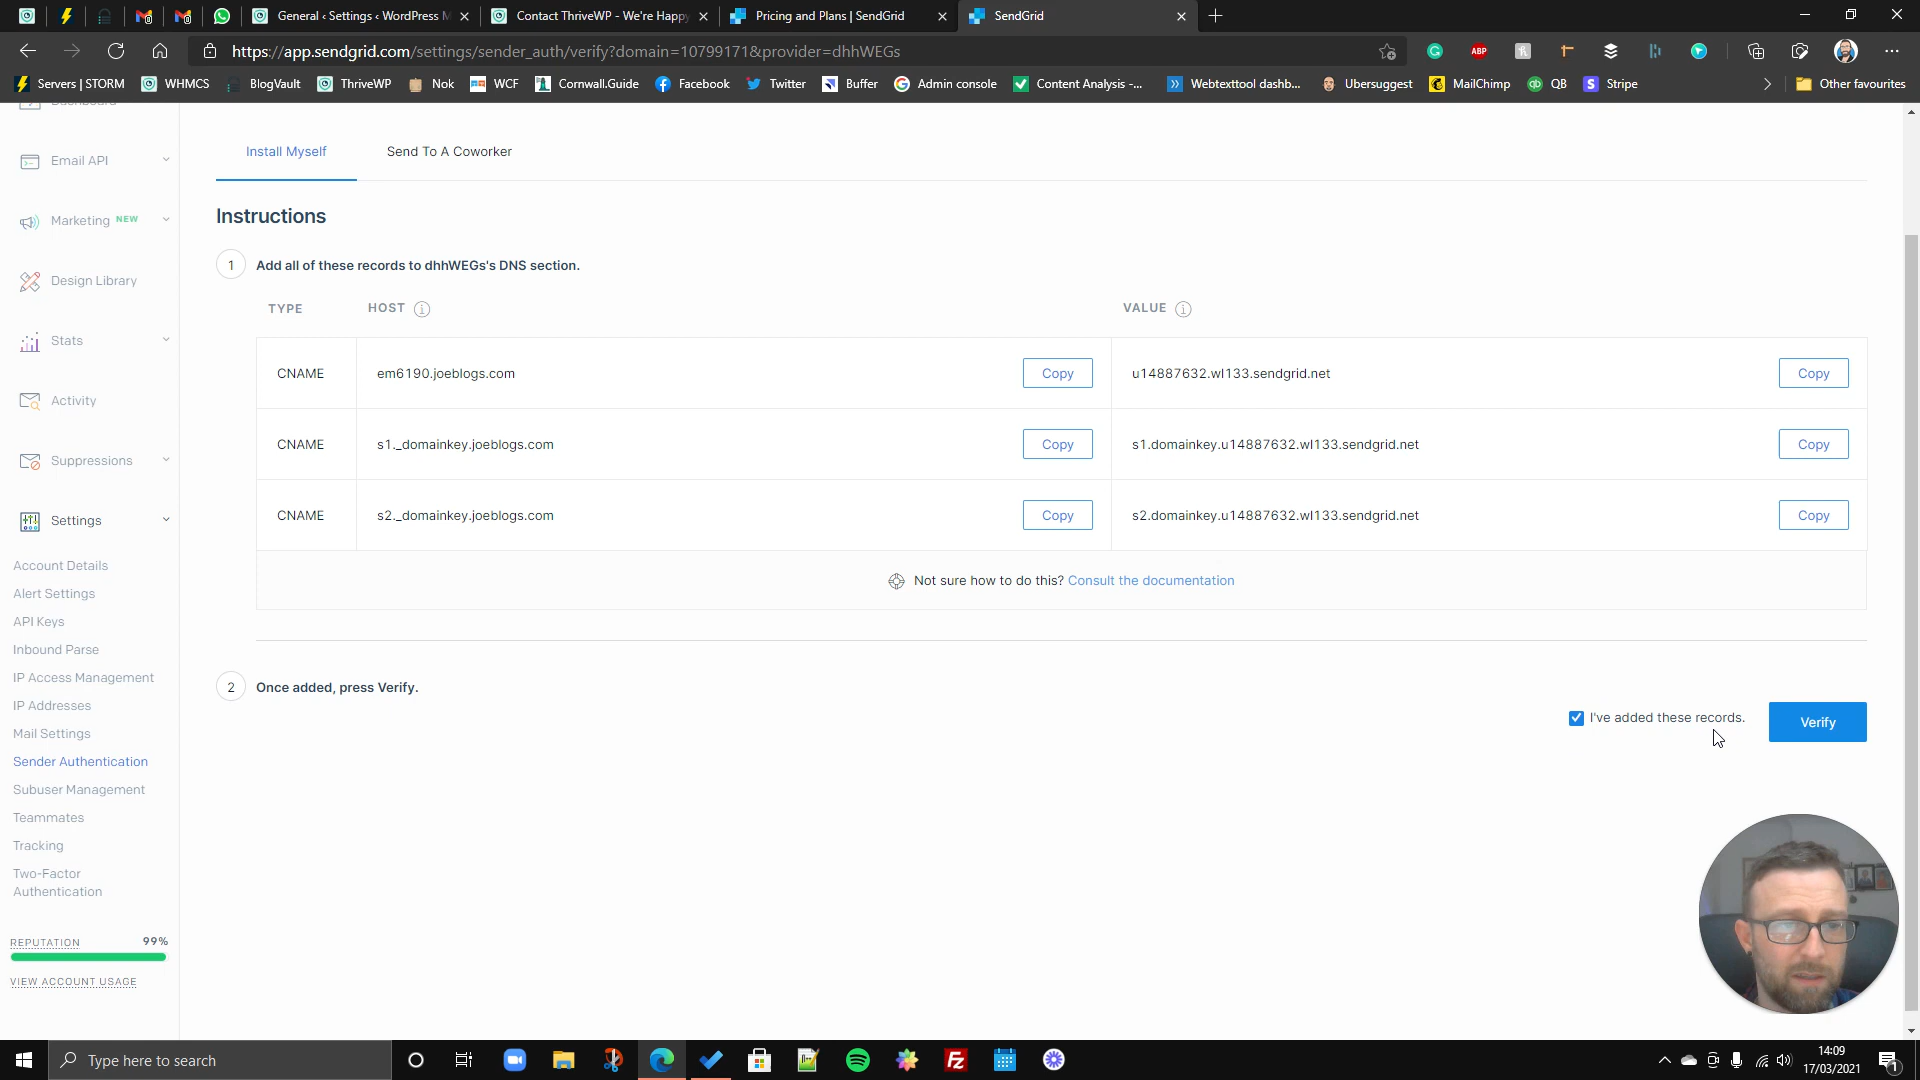 General ‹ Settings ‹ WordPress M
Contact ThriveWP - We're Happy
Pricing and Plans | SendGrid
SendGrid
https://app.sendgrid.com/settings/sender_auth/verify?domain=10799171&provider=dhhWEGs
ABP
Servers | STORM
WHMCS
BlogVault
ThriveWP
Nok
WCF
Cornwall.Guide
Facebook
Twitter
Buffer
Admin console
Content Analysis -...
Webtexttool dashb...
Ubersuggest
MailChimp
QB
Stripe
Other favourites
Dashboard
Email API
Marketing NEW
Design Library
Stats
Activity
Suppressions
Settings
Account Details
Alert Settings
API Keys
Inbound Parse
IP Access Management
IP Addresses
Mail Settings
Sender Authentication
Subuser Management
Teammates
Tracking
Two-Factor
Authentication
REPUTATION 99%
VIEW ACCOUNT USAGE
Install Myself
Send To A Coworker
Instructions
1 Add all of these records to dhhWEGs's DNS section.
TYPE HOST VALUE
CNAME em6190.joeblogs.com Copy u14887632.wl133.sendgrid.net Copy
CNAME s1._domainkey.joeblogs.com Copy s1.domainkey.u14887632.wl133.sendgrid.net Copy
CNAME s2._domainkey.joeblogs.com Copy s2.domainkey.u14887632.wl133.sendgrid.net Copy
Not sure how to do this? Consult the documentation
2 Once added, press Verify.
I've added these records.
Verify
Type here to search
14:09
17/03/2021
1